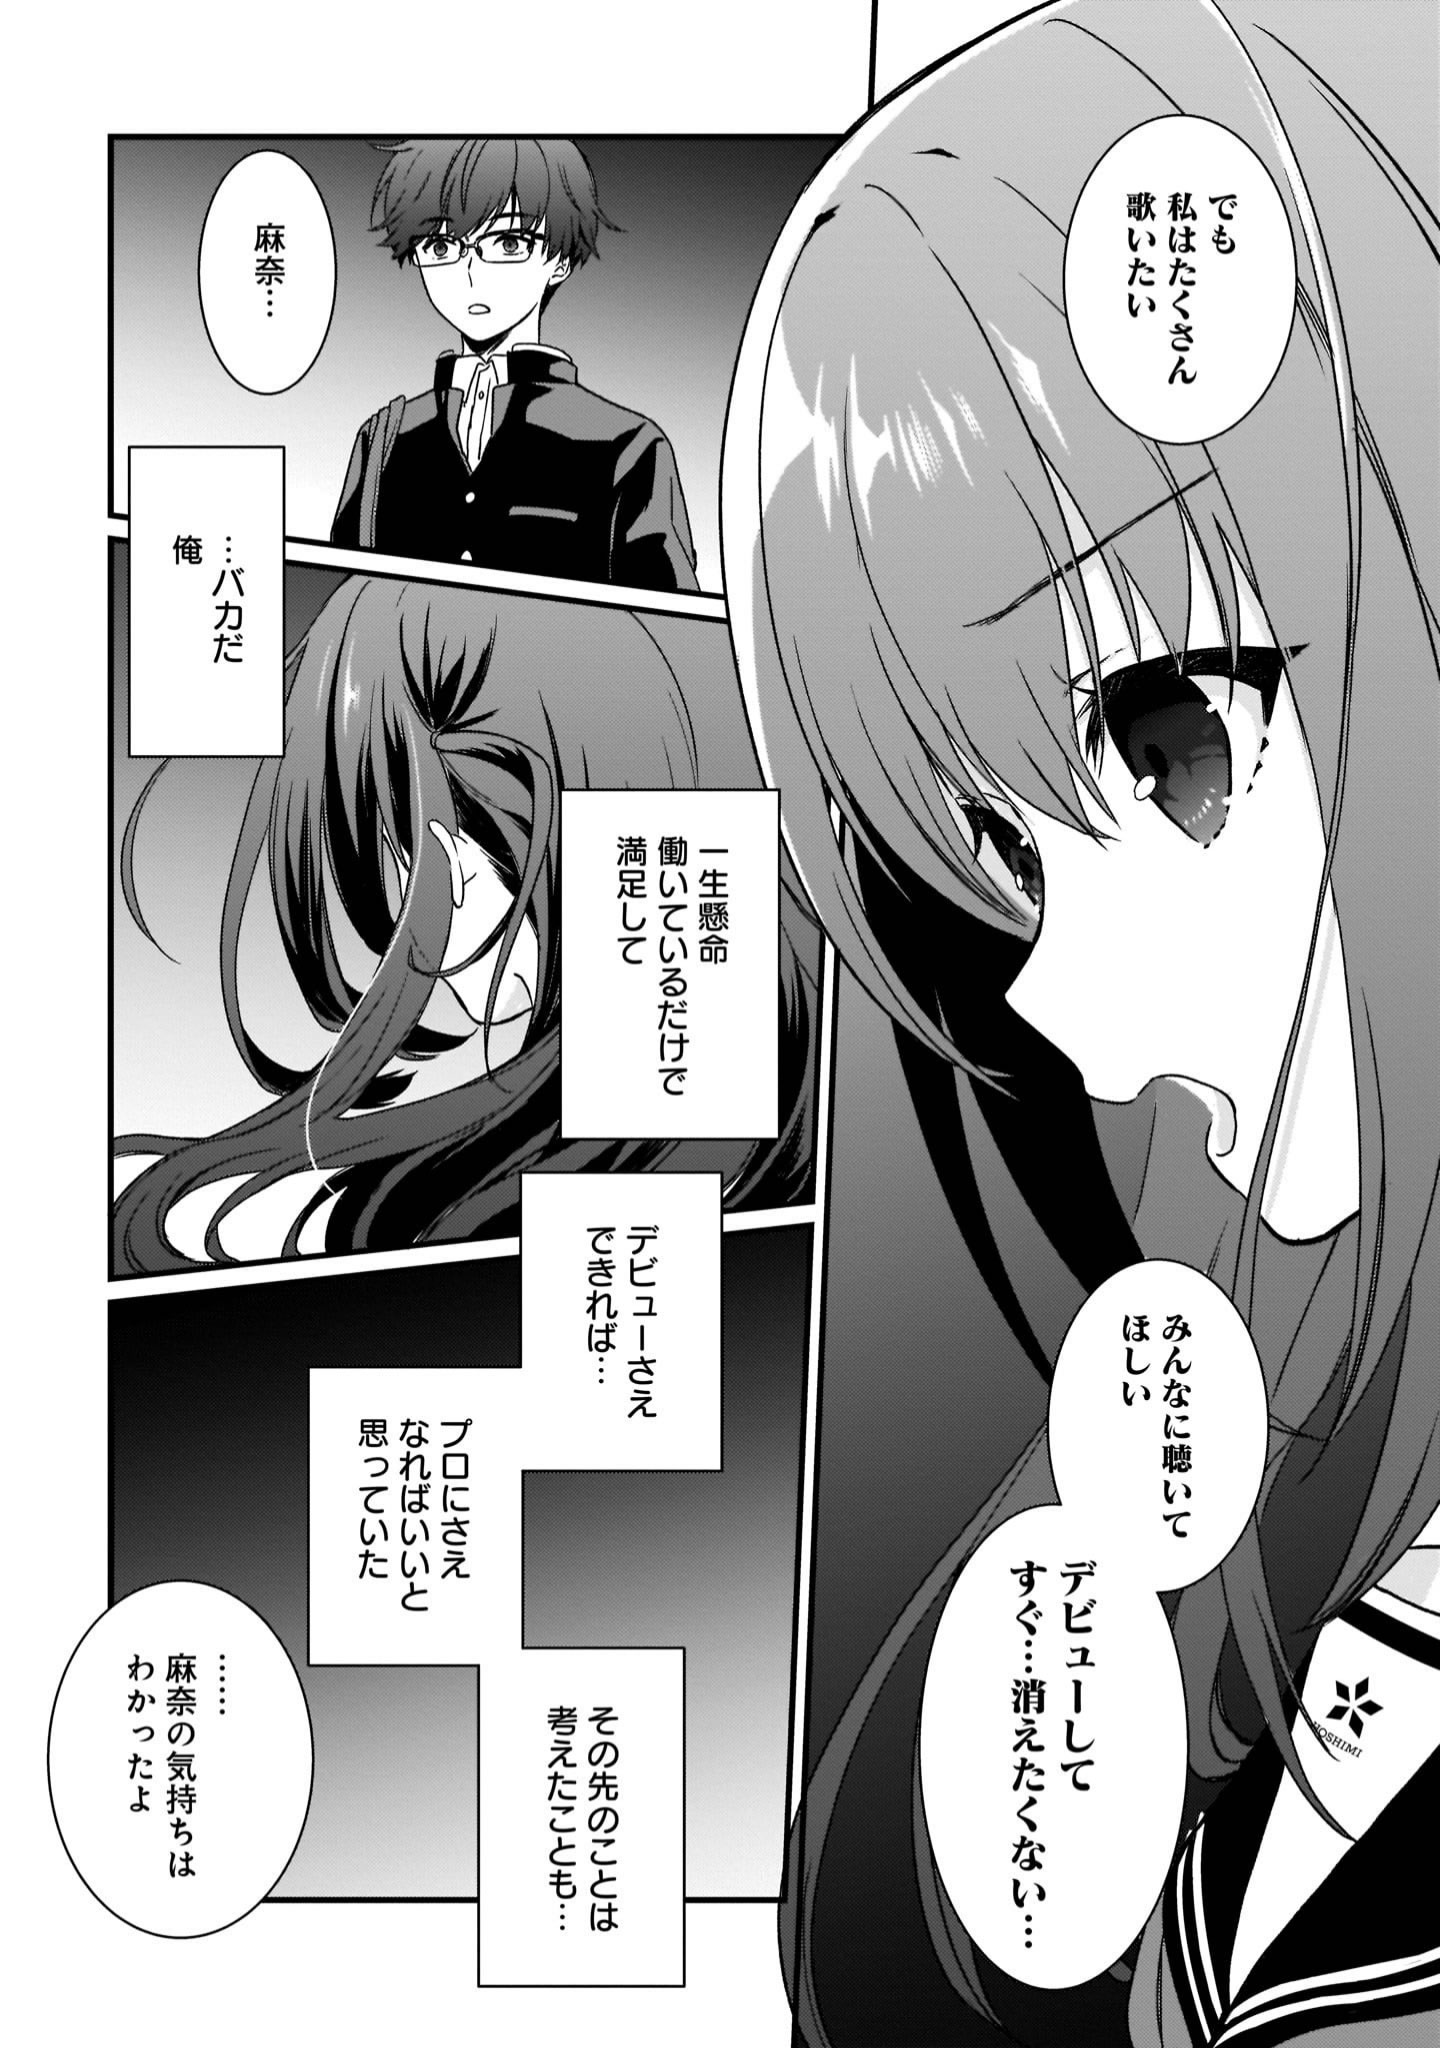 でも
私はたくさん
歌いたい
みんなに聴いて
ほしい
デビューして
すぐ…消えたくない…
HOSHIMI
麻奈…
…バカだ
俺
一生懸命
働いているだけで
満足して
デビューさえ
できれば…
プロにさえ
なればいいと
思っていた
その先のことは
考えたことも…
……
麻奈の気持ちは
わかったよ